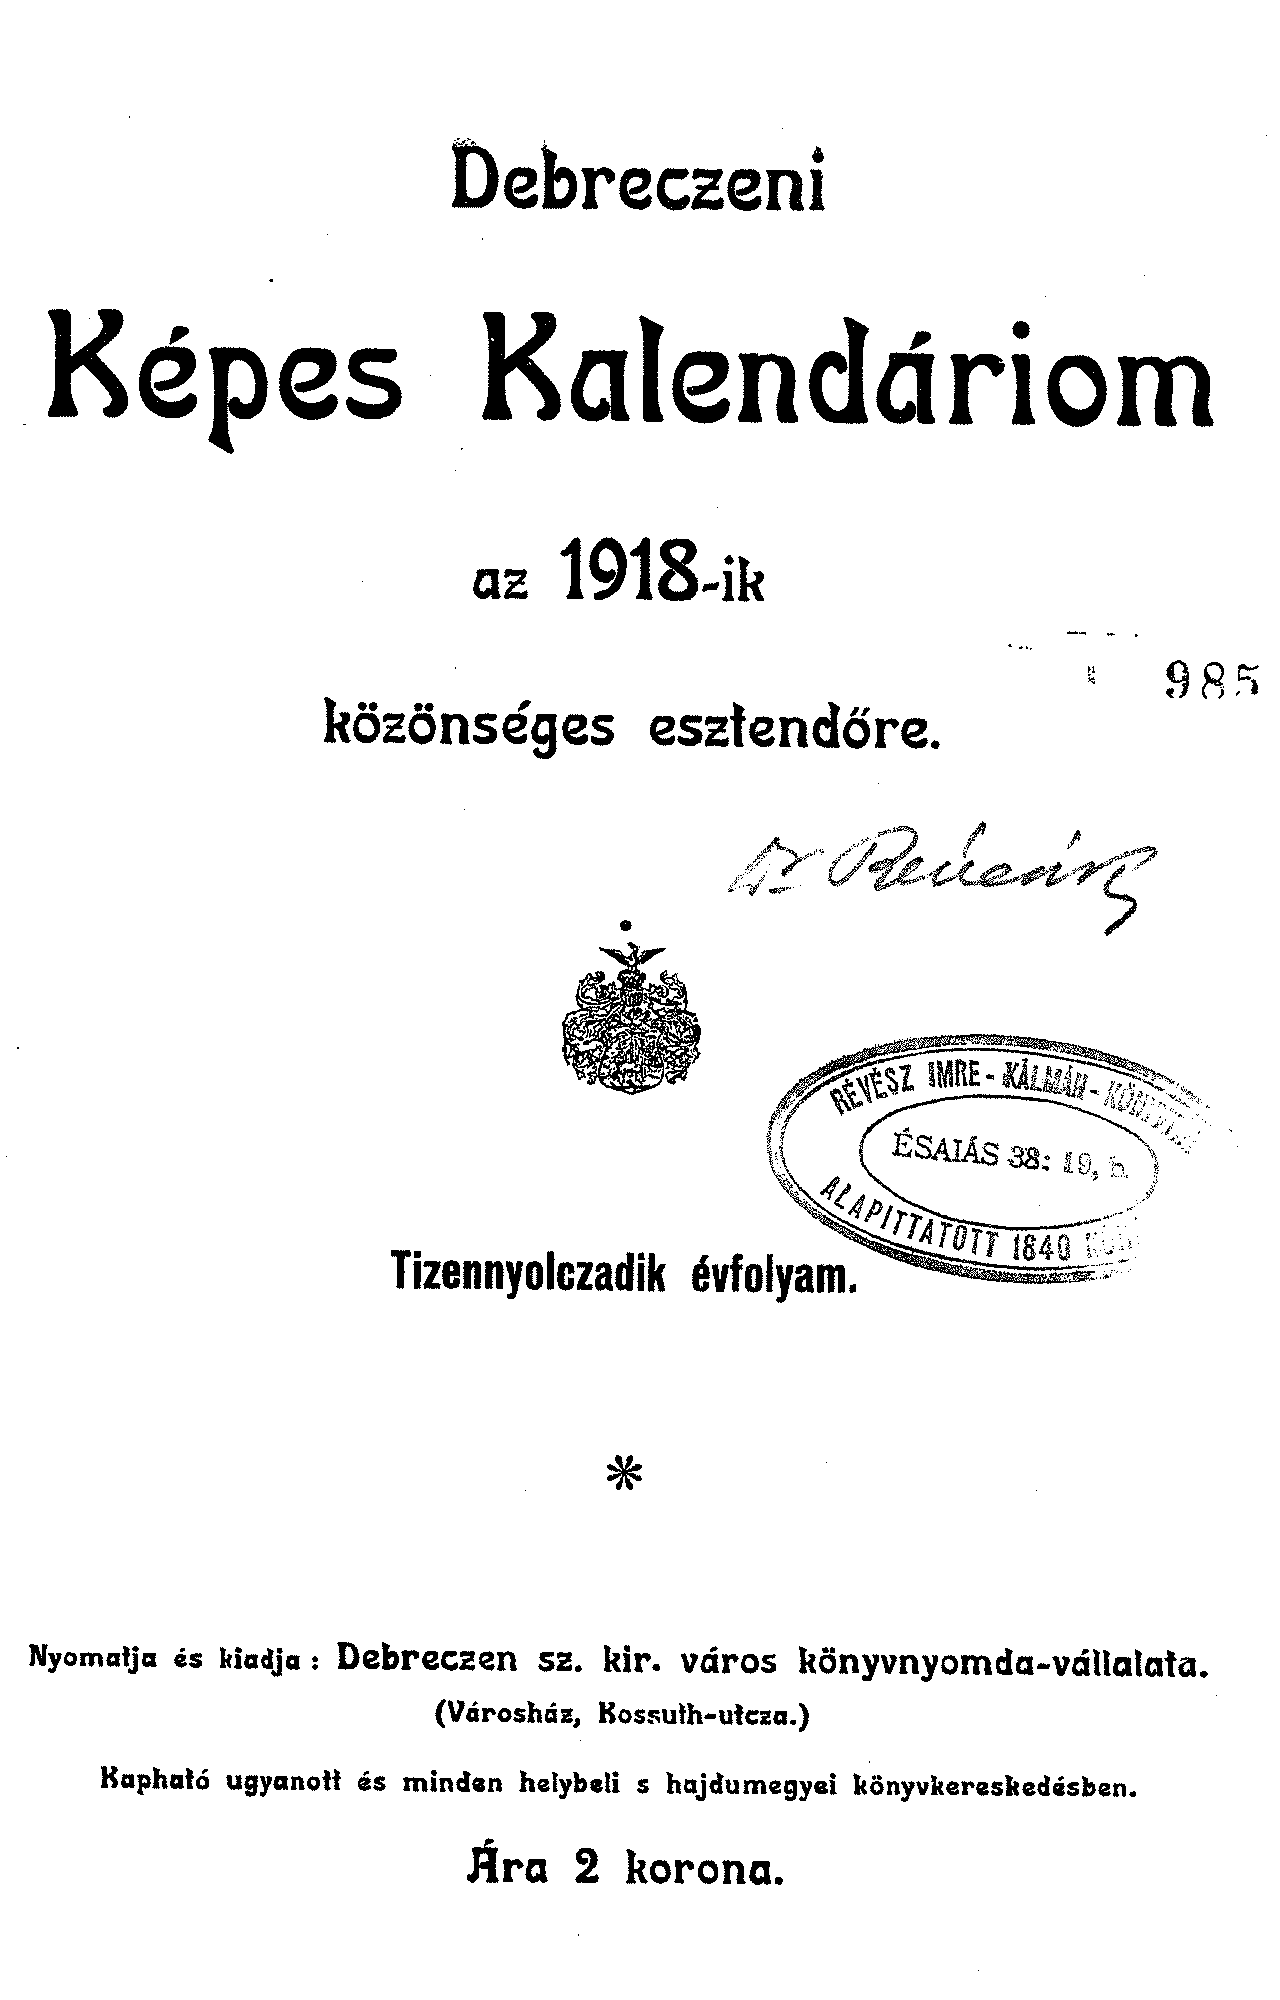 Debreczeni
Képes Kalendáriom
az 1918-ik
985
közönséges esztendőre.
Dr
RÉVÉSZ IMRE - KÁLMÁN -
ÉSAIÁS 38: 19, b.
ALAPITTATOTT 1840
Tizennyolczadik évfolyam.
*
Nyomatja és kiadja: Debreczen sz. kir. város könyvnyomda-vállalata.
(Városház, Kossuth-utcza.)
Kapható ugyanott és minden helybeli s hajdumegyei könyvkereskedésben.
Ára 2 korona.